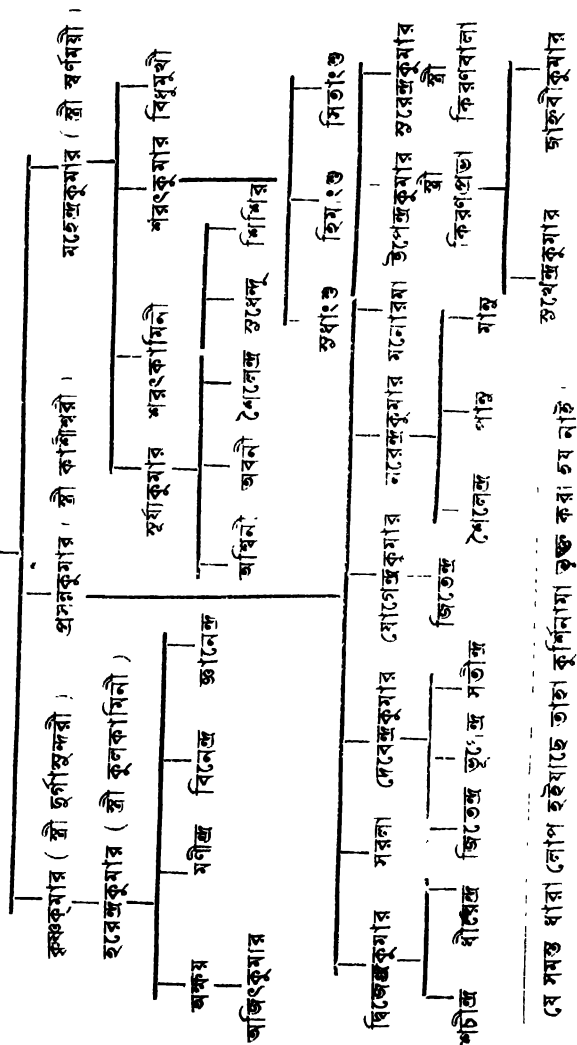 কৃষ্ণকুমার ( স্ত্রী দুর্গাসুন্দরী ) । প্রসন্নকুমার । স্ত্রী কাশীশ্বরী । মহেন্দ্রকুমার ( স্ত্রী স্বর্ণময়ী ) ।
হরেন্দ্রকুমার ( স্ত্রী কুলকামিনী )
সূর্য্যকুমার শরৎকামিনী শরৎকুমার বিধুমুখী
অক্ষয় মণীন্দ্র বিনেন্দ্র জ্ঞানেন্দ্র
অশ্বিনী অবনী শৈলেন্দ্র সুধেন্দু শিশির
অজিৎকুমার
সুধাংশু হিমাংশু সিতাংশু
দ্বিজেন্দ্রকুমার সরলা দেবেন্দ্রকুমার যোগেন্দ্রকুমার নরেন্দ্রকুমার মনোরমা উপেন্দ্রকুমার সুরেন্দ্রকুমার
স্ত্রী স্ত্রী
কিরণপ্রভা কিরণবালা
শচীন্দ্র ধীরেন্দ্র জিতেন্দ্র ভূপেন্দ্র সতীন্দ্র জিতেন্দ্র শৈলেন্দ্র পানু মানু
সুখেন্দ্রকুমার জাহ্নবীকুমার
যে সমস্ত ধারা লোপ হইয়াছে তাহা কুর্শিনামা ভুক্ত করা হয় নাই